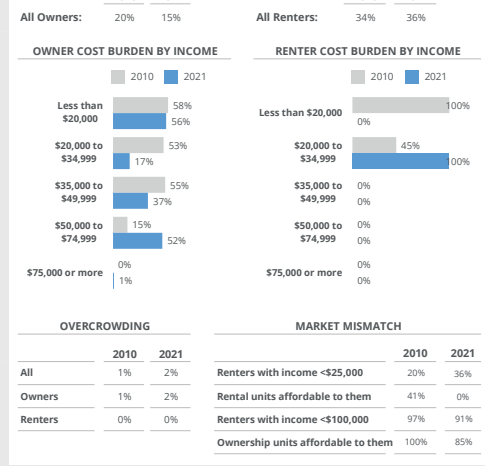 All Owners: 20% 15%
All Renters: 34% 36%
OWNER COST BURDEN BY INCOME
2010 2021
Less than $20,000 58% 56%
$20,000 to $34,999 53% 17%
$35,000 to $49,999 55% 37%
$50,000 to $74,999 15% 52%
$75,000 or more 0% 1%
RENTER COST BURDEN BY INCOME
2010 2021
Less than $20,000 100% 0%
$20,000 to $34,999 45% 100%
$35,000 to $49,999 0% 0%
$50,000 to $74,999 0% 0%
$75,000 or more 0% 0%
OVERCROWDING
2010 2021
All 1% 2%
Owners 1% 2%
Renters 0% 0%
MARKET MISMATCH
2010 2021
Renters with income <$25,000 20% 36%
Rental units affordable to them 41% 0%
Renters with income <$100,000 97% 91%
Ownership units affordable to them 100% 85%